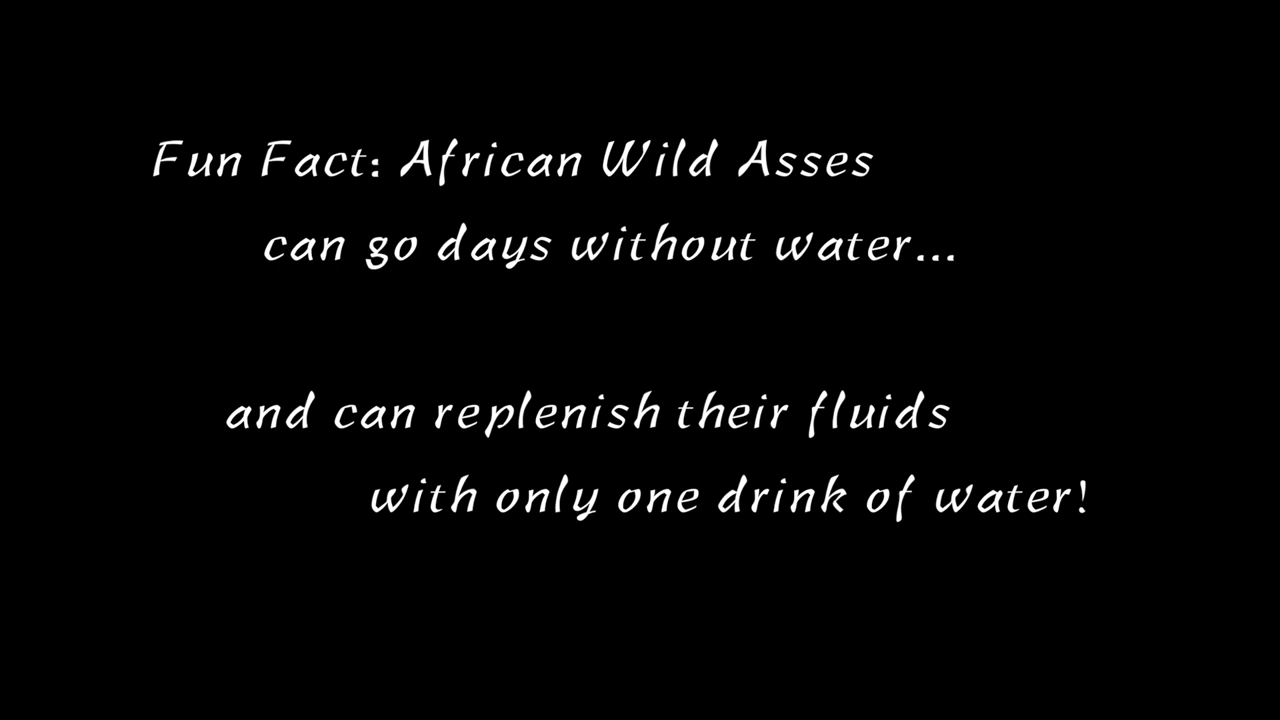 Fun Fact: African Wild Asses
can go days without water...
and can replenish their fluids
with only one drink of water!